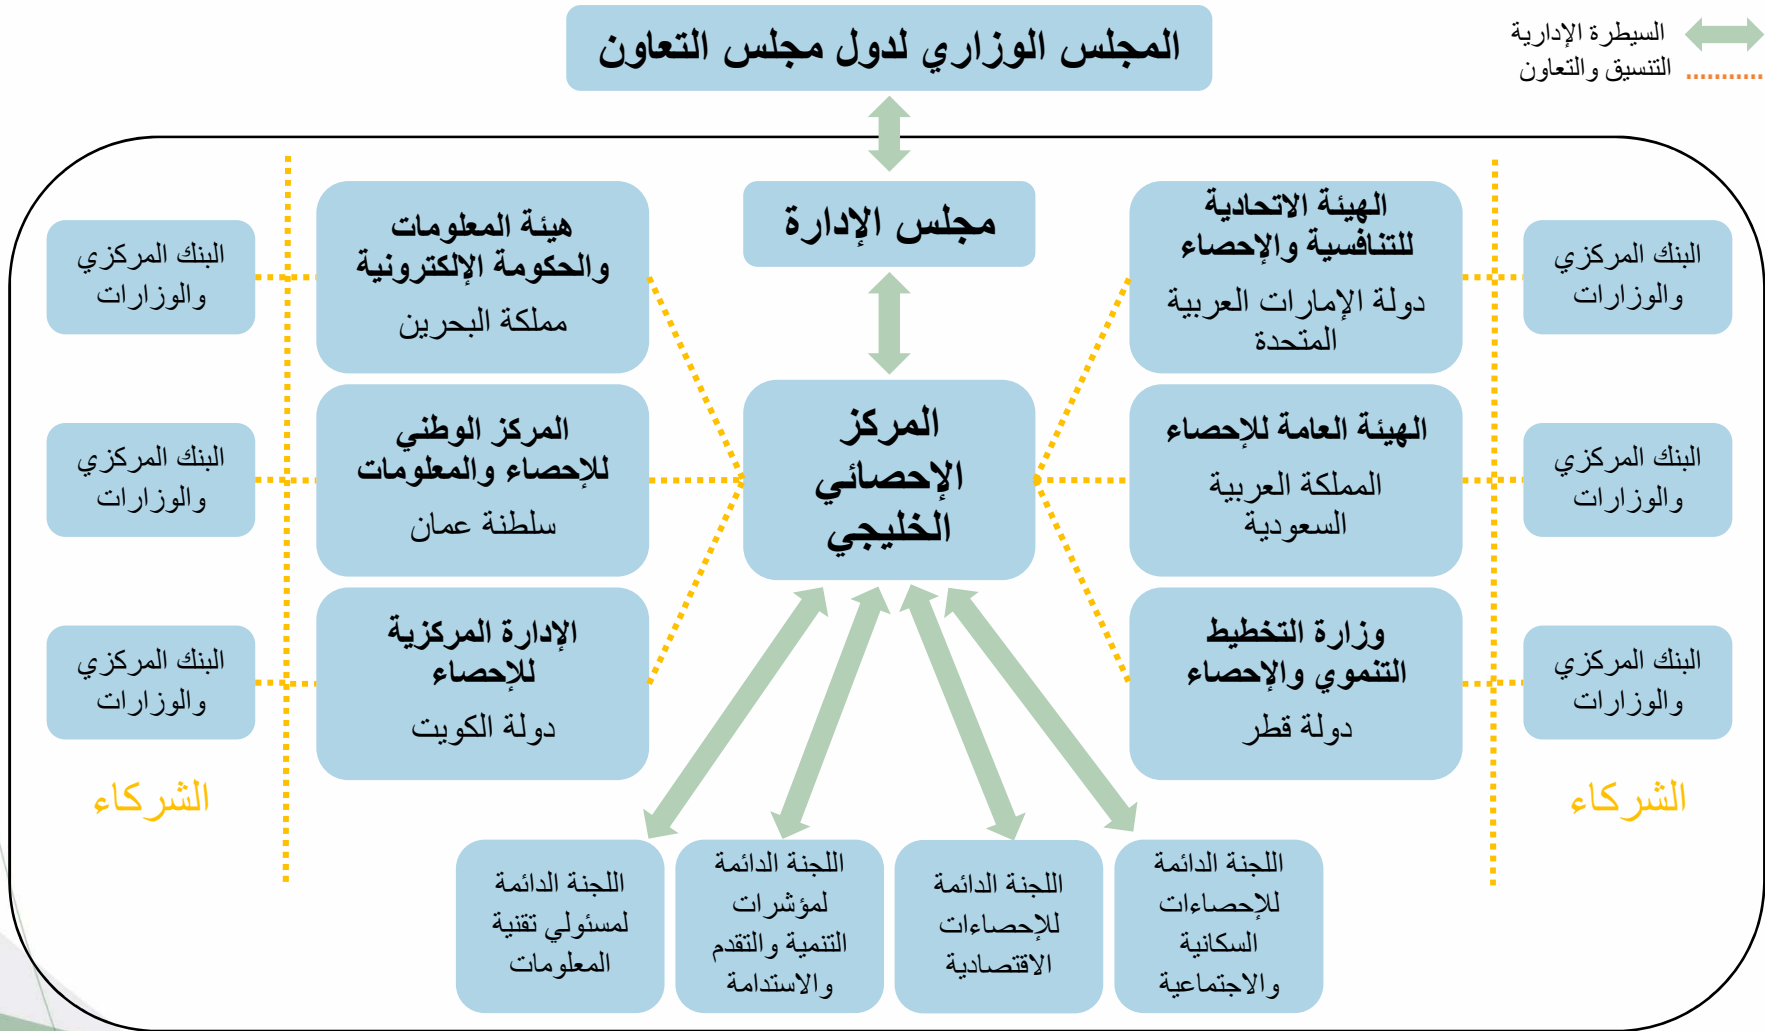 المجلس الوزاري لدول مجلس التعاون
السيطرة الإدارية
التنسيق والتعاون
مجلس الإدارة
المركز
الإحصائي
الخليجي
البنك المركزي
والوزارات
الهيئة الاتحادية
للتنافسية والإحصاء
دولة الإمارات العربية
المتحدة
هيئة المعلومات
والحكومة الإلكترونية
مملكة البحرين
البنك المركزي
والوزارات
البنك المركزي
والوزارات
الهيئة العامة للإحصاء
المملكة العربية
السعودية
المركز الوطني
للإحصاء والمعلومات
سلطنة عمان
البنك المركزي
والوزارات
البنك المركزي
والوزارات
وزارة التخطيط
التنموي والإحصاء
دولة قطر
الإدارة المركزية
للإحصاء
دولة الكويت
البنك المركزي
والوزارات
الشركاء
الشركاء
اللجنة الدائمة
للإحصاءات
السكانية
والاجتماعية
اللجنة الدائمة
للإحصاءات
الاقتصادية
اللجنة الدائمة
لمؤشرات
التنمية والتقدم
والاستدامة
اللجنة الدائمة
لمسئولي تقنية
المعلومات